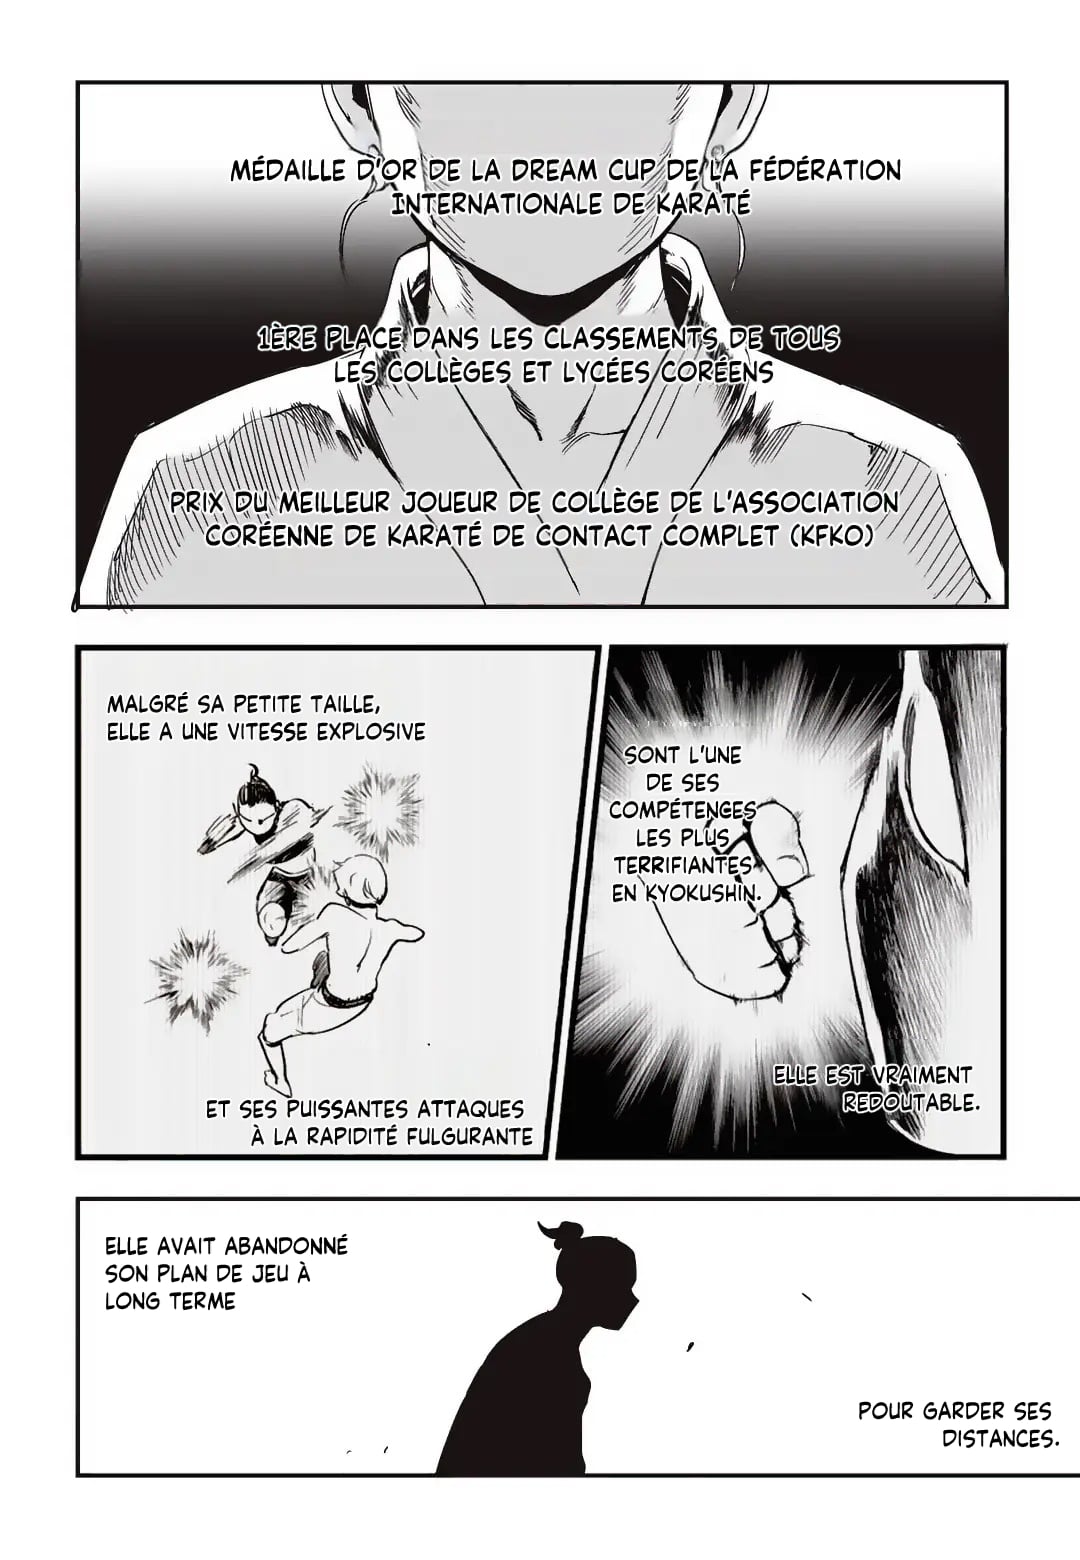 MÉDAILLE D'OR DE LA DREAM CUP DE LA FÉDÉRATION
INTERNATIONALE DE KARATÉ
1ÈRE PLACE DANS LES CLASSEMENTS DE TOUS
LES COLLÈGES ET LYCÉES CORÉENS
PRIX DU MEILLEUR JOUEUR DE COLLÈGE DE L'ASSOCIATION
CORÉENNE DE KARATÉ DE CONTACT COMPLET (KFKO)
MALGRÉ SA PETITE TAILLE,
ELLE A UNE VITESSE EXPLOSIVE
ET SES PUISSANTES ATTAQUES
À LA RAPIDITÉ FULGURANTE
SONT L'UNE
DE SES
COMPÉTENCES
LES PLUS
TERRIFIANTES
EN KYOKUSHIN.
ELLE EST VRAIMENT
REDOUTABLE.
ELLE AVAIT ABANDONNÉ
SON PLAN DE JEU À
LONG TERME
POUR GARDER SES
DISTANCES.